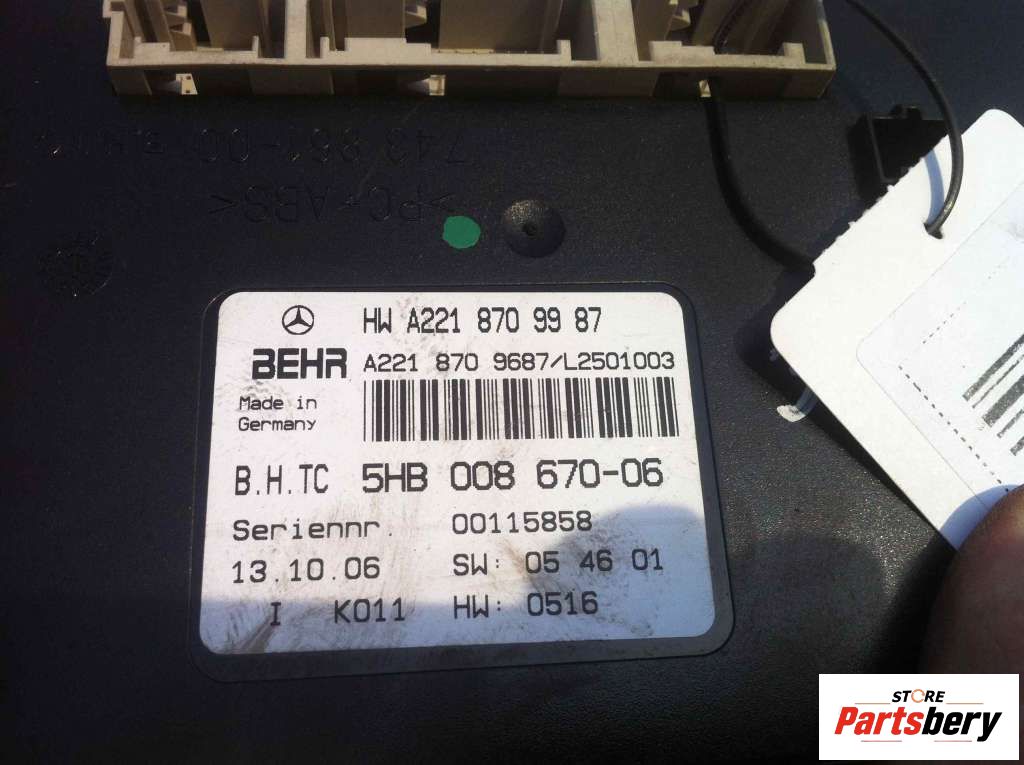 >PC+ABS<
HW A221 870 99 87
BEHR
A221 870 9687/L2501003
Made in
Germany
B.H.TC 5HB 008 670-06
Seriennr. 00115858
13.10.06 SW: 05 46 01
I K011 HW: 0516
STORE
Partsbery